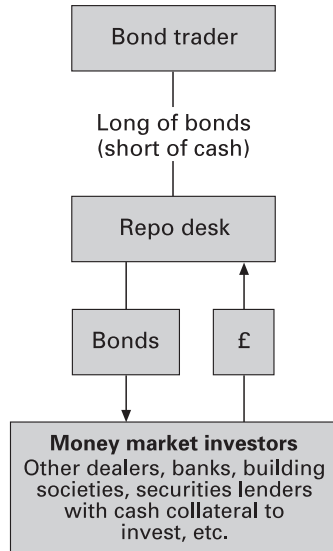 Bond trader
Long of bonds
(short of cash)
Repo desk
Bonds
£
Money market investors
Other dealers, banks, building
societies, securities lenders
with cash collateral to
invest, etc.